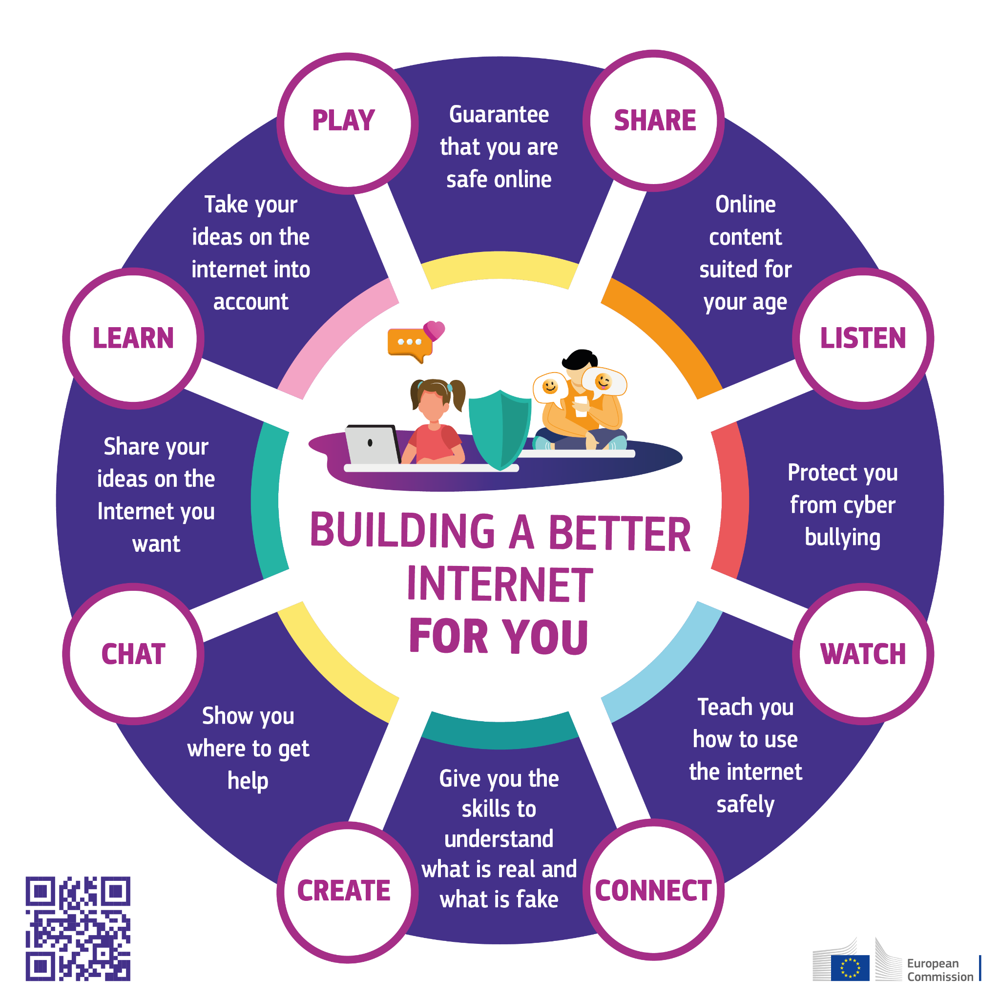 PLAY
Guarantee
that you are
safe online
SHARE
Online
content
suited for
your age
LISTEN
Protect you
from cyber
bullying
WATCH
Teach you
how to use
the internet
safely
CONNECT
Give you the
skills to
understand
what is real and
what is fake
CREATE
Show you
where to get
help
CHAT
Share your
ideas on the
Internet you
want
LEARN
Take your
ideas on the
internet into
account
BUILDING A BETTER
INTERNET
FOR YOU
European
Commission